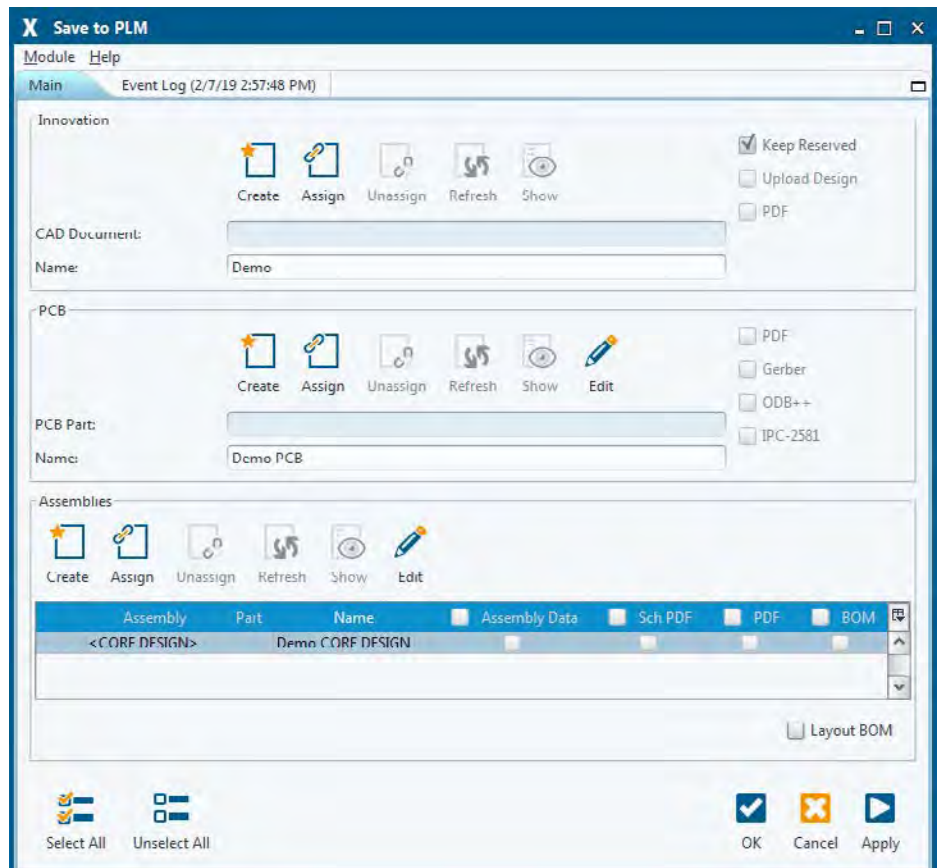 X Save to PLM
Module Help
Main Event Log (2/7/19 2:57:48 PM)
Innovation
Keep Reserved
Upload Design
PDF
Create Assign Unassign Refresh Show
CAD Document:
Name: Demo
PCB
PDF
Gerber
ODB++
IPC-2581
Create Assign Unassign Refresh Show Edit
PCB Part:
Name: Demo PCB
Assemblies
Create Assign Unassign Refresh Show Edit
Assembly Part Name Assembly Data Sch PDF PDF BOM
<CORE DESIGN> Demo CORE DESIGN
Layout BOM
Select All Unselect All OK Cancel Apply